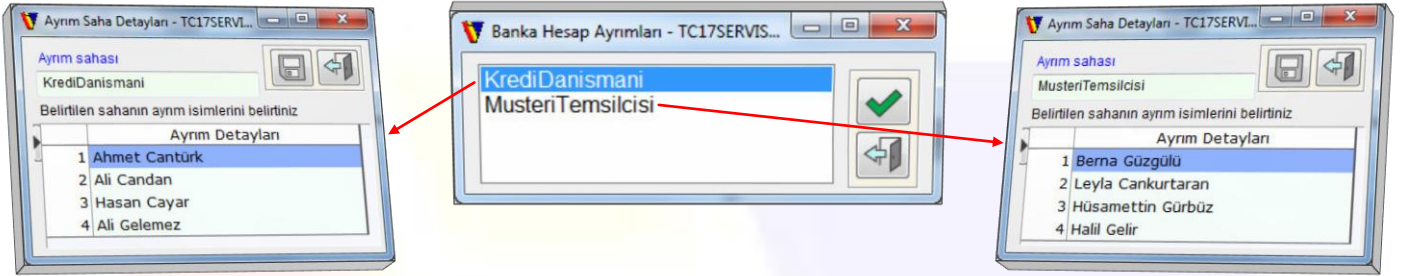 Ayrım Saha Detayları - TC17SERVI...
Ayrım sahası
KrediDanismani
Belirtilen sahanın ayrım isimlerini belirtiniz
Ayrım Detayları
1 Ahmet Cantürk
2 Ali Candan
3 Hasan Cayar
4 Ali Gelemez
Banka Hesap Ayrımları - TC17SERVIS...
KrediDanismani
MusteriTemsilcisi
Ayrım Saha Detayları - TC17SERVI...
Ayrım sahası
MusteriTemsilcisi
Belirtilen sahanın ayrım isimlerini belirtiniz
Ayrım Detayları
1 Berna Güzgülü
2 Leyla Cankurtaran
3 Hüsamettin Gürbüz
4 Halil Gelir